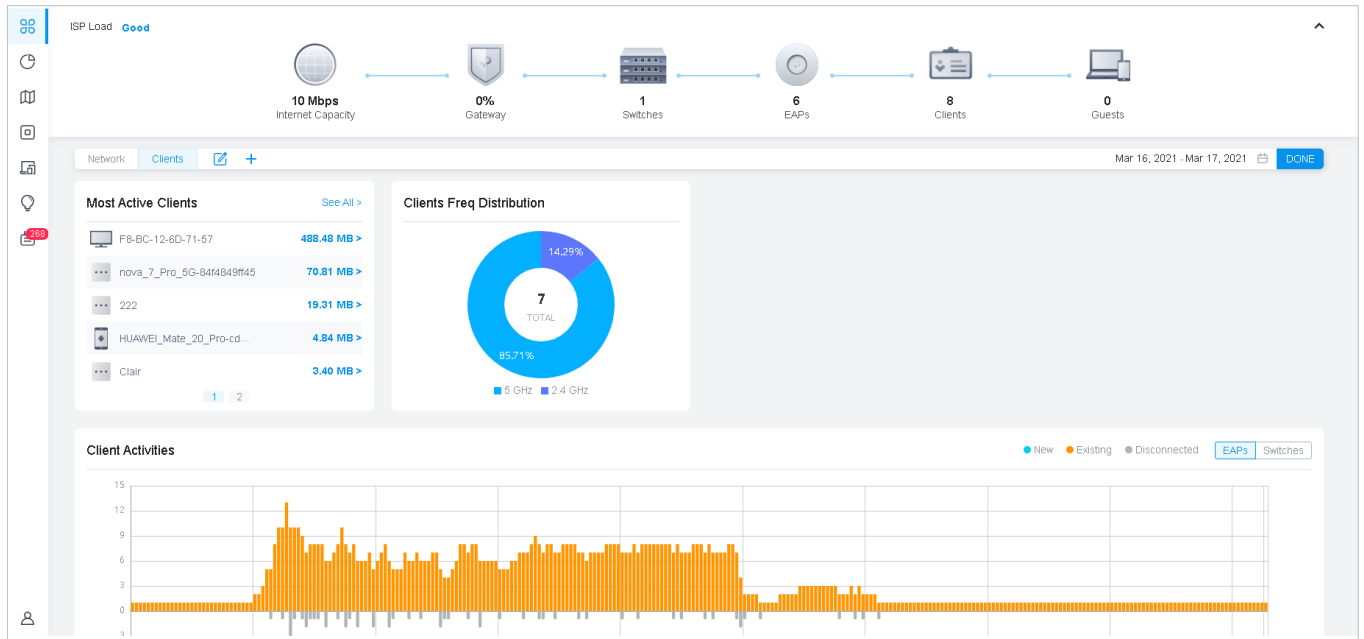 ISP Load Good
10 Mbps 0% 1 6 8 0
Internet Capacity Gateway Switches EAPs Clients Guests
Network Clients Mar 16, 2021 - Mar 17, 2021 DONE
Most Active Clients See All >
F8-BC-12-6D-71-57 488.48 MB >
nova_7_Pro_5G-84f4849ff45 70.81 MB >
222 19.31 MB >
HUAWEI_Mate_20_Pro-cd... 4.84 MB >
Clair 3.40 MB >
1 2
Clients Freq Distribution
14.29%
7
TOTAL
85.71%
5 GHz 2.4 GHz
268
Client Activities New Existing Disconnected EAPs Switches
15
12
9
6
3
0
3